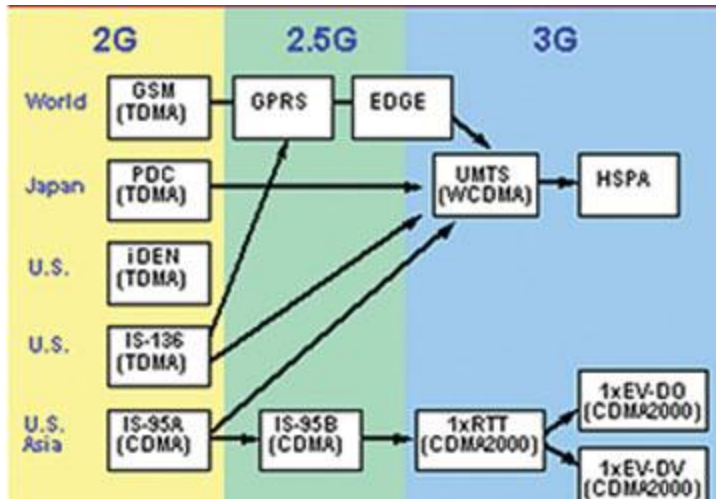 2G 2.5G 3G
World
GSM
(TDMA)
GPRS
EDGE
Japan
PDC
(TDMA)
UMTS
(WCDMA)
HSPA
U.S.
iDEN
(TDMA)
U.S.
IS-136
(TDMA)
U.S.
Asia
IS-95A
(CDMA)
IS-95B
(CDMA)
1xRTT
(CDMA2000)
1xEV-DO
(CDMA2000)
1xEV-DV
(CDMA2000)